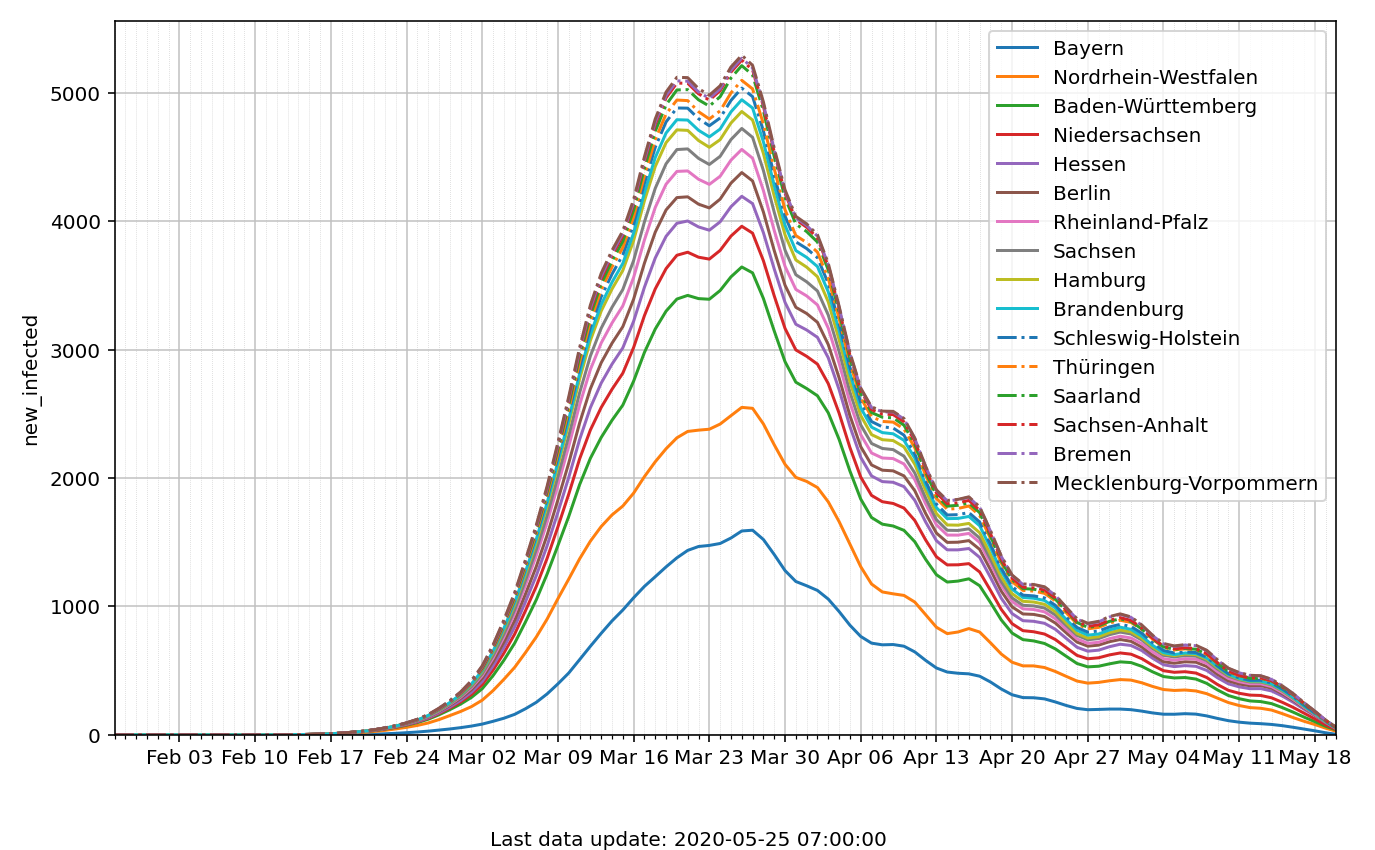 new_infected
5000
4000
3000
2000
1000
0
Feb 03 Feb 10 Feb 17 Feb 24 Mar 02 Mar 09 Mar 16 Mar 23 Mar 30 Apr 06 Apr 13 Apr 20 Apr 27 May 04 May 11 May 18
Bayern
Nordrhein-Westfalen
Baden-Württemberg
Niedersachsen
Hessen
Berlin
Rheinland-Pfalz
Sachsen
Hamburg
Brandenburg
Schleswig-Holstein
Thüringen
Saarland
Sachsen-Anhalt
Bremen
Mecklenburg-Vorpommern
Last data update: 2020-05-25 07:00:00